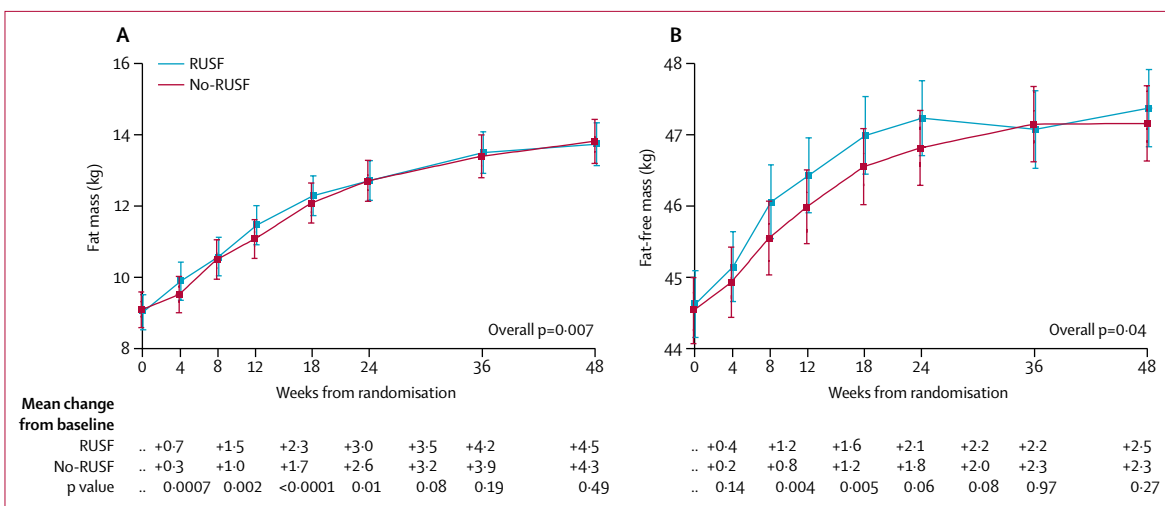 A
16
14
12
10
8
Fat mass (kg)
RUSF
No-RUSF
Overall p=0·007
0 4 8 12 18 24 36 48
Weeks from randomisation
B
48
47
46
45
44
Fat-free mass (kg)
Overall p=0·04
0 4 8 12 18 24 36 48
Weeks from randomisation
Mean change
from baseline
RUSF .. +0·7 +1·5 +2·3 +3·0 +3·5 +4·2 +4·5 .. +0·4 +1·2 +1·6 +2·1 +2·2 +2·2 +2·5
No-RUSF .. +0·3 +1·0 +1·7 +2·6 +3·2 +3·9 +4·3 .. +0·2 +0·8 +1·2 +1·8 +2·0 +2·3 +2·3
p value .. 0·0007 0·002 <0·0001 0·01 0·08 0·19 0·49 .. 0·14 0·004 0·005 0·06 0·08 0·97 0·27